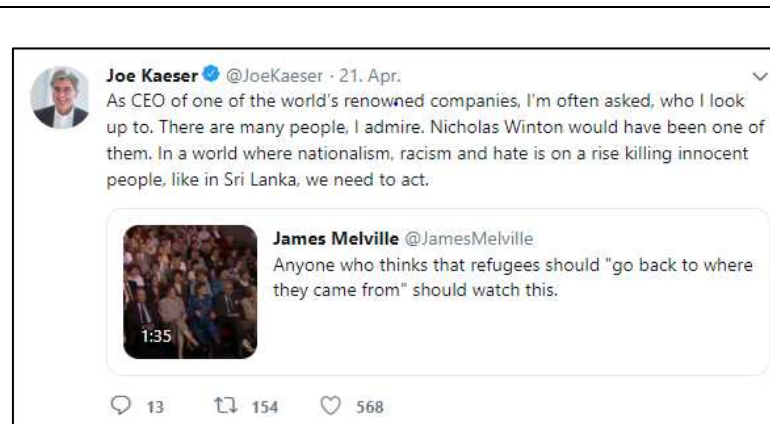 Joe Kaeser @JoeKaeser · 21. Apr.
As CEO of one of the world's renowned companies, I'm often asked, who I look
up to. There are many people, I admire. Nicholas Winton would have been one of
them. In a world where nationalism, racism and hate is on a rise killing innocent
people, like in Sri Lanka, we need to act.
James Melville @JamesMelville
Anyone who thinks that refugees should "go back to where
they came from" should watch this.
1:35
13 154 568